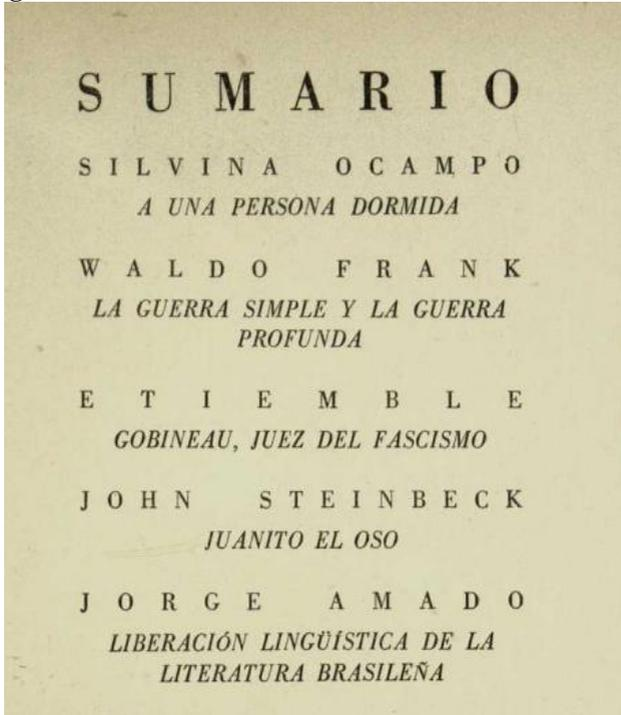 SUMARIO
SILVINA OCAMPO
A UNA PERSONA DORMIDA
WALDO FRANK
LA GUERRA SIMPLE Y LA GUERRA
PROFUNDA
ETIEMBLE
GOBINEAU, JUEZ DEL FASCISMO
JOHN STEINBECK
JUANITO EL OSO
JORGE AMADO
LIBERACIÓN LINGÜÍSTICA DE LA
LITERATURA BRASILEÑA